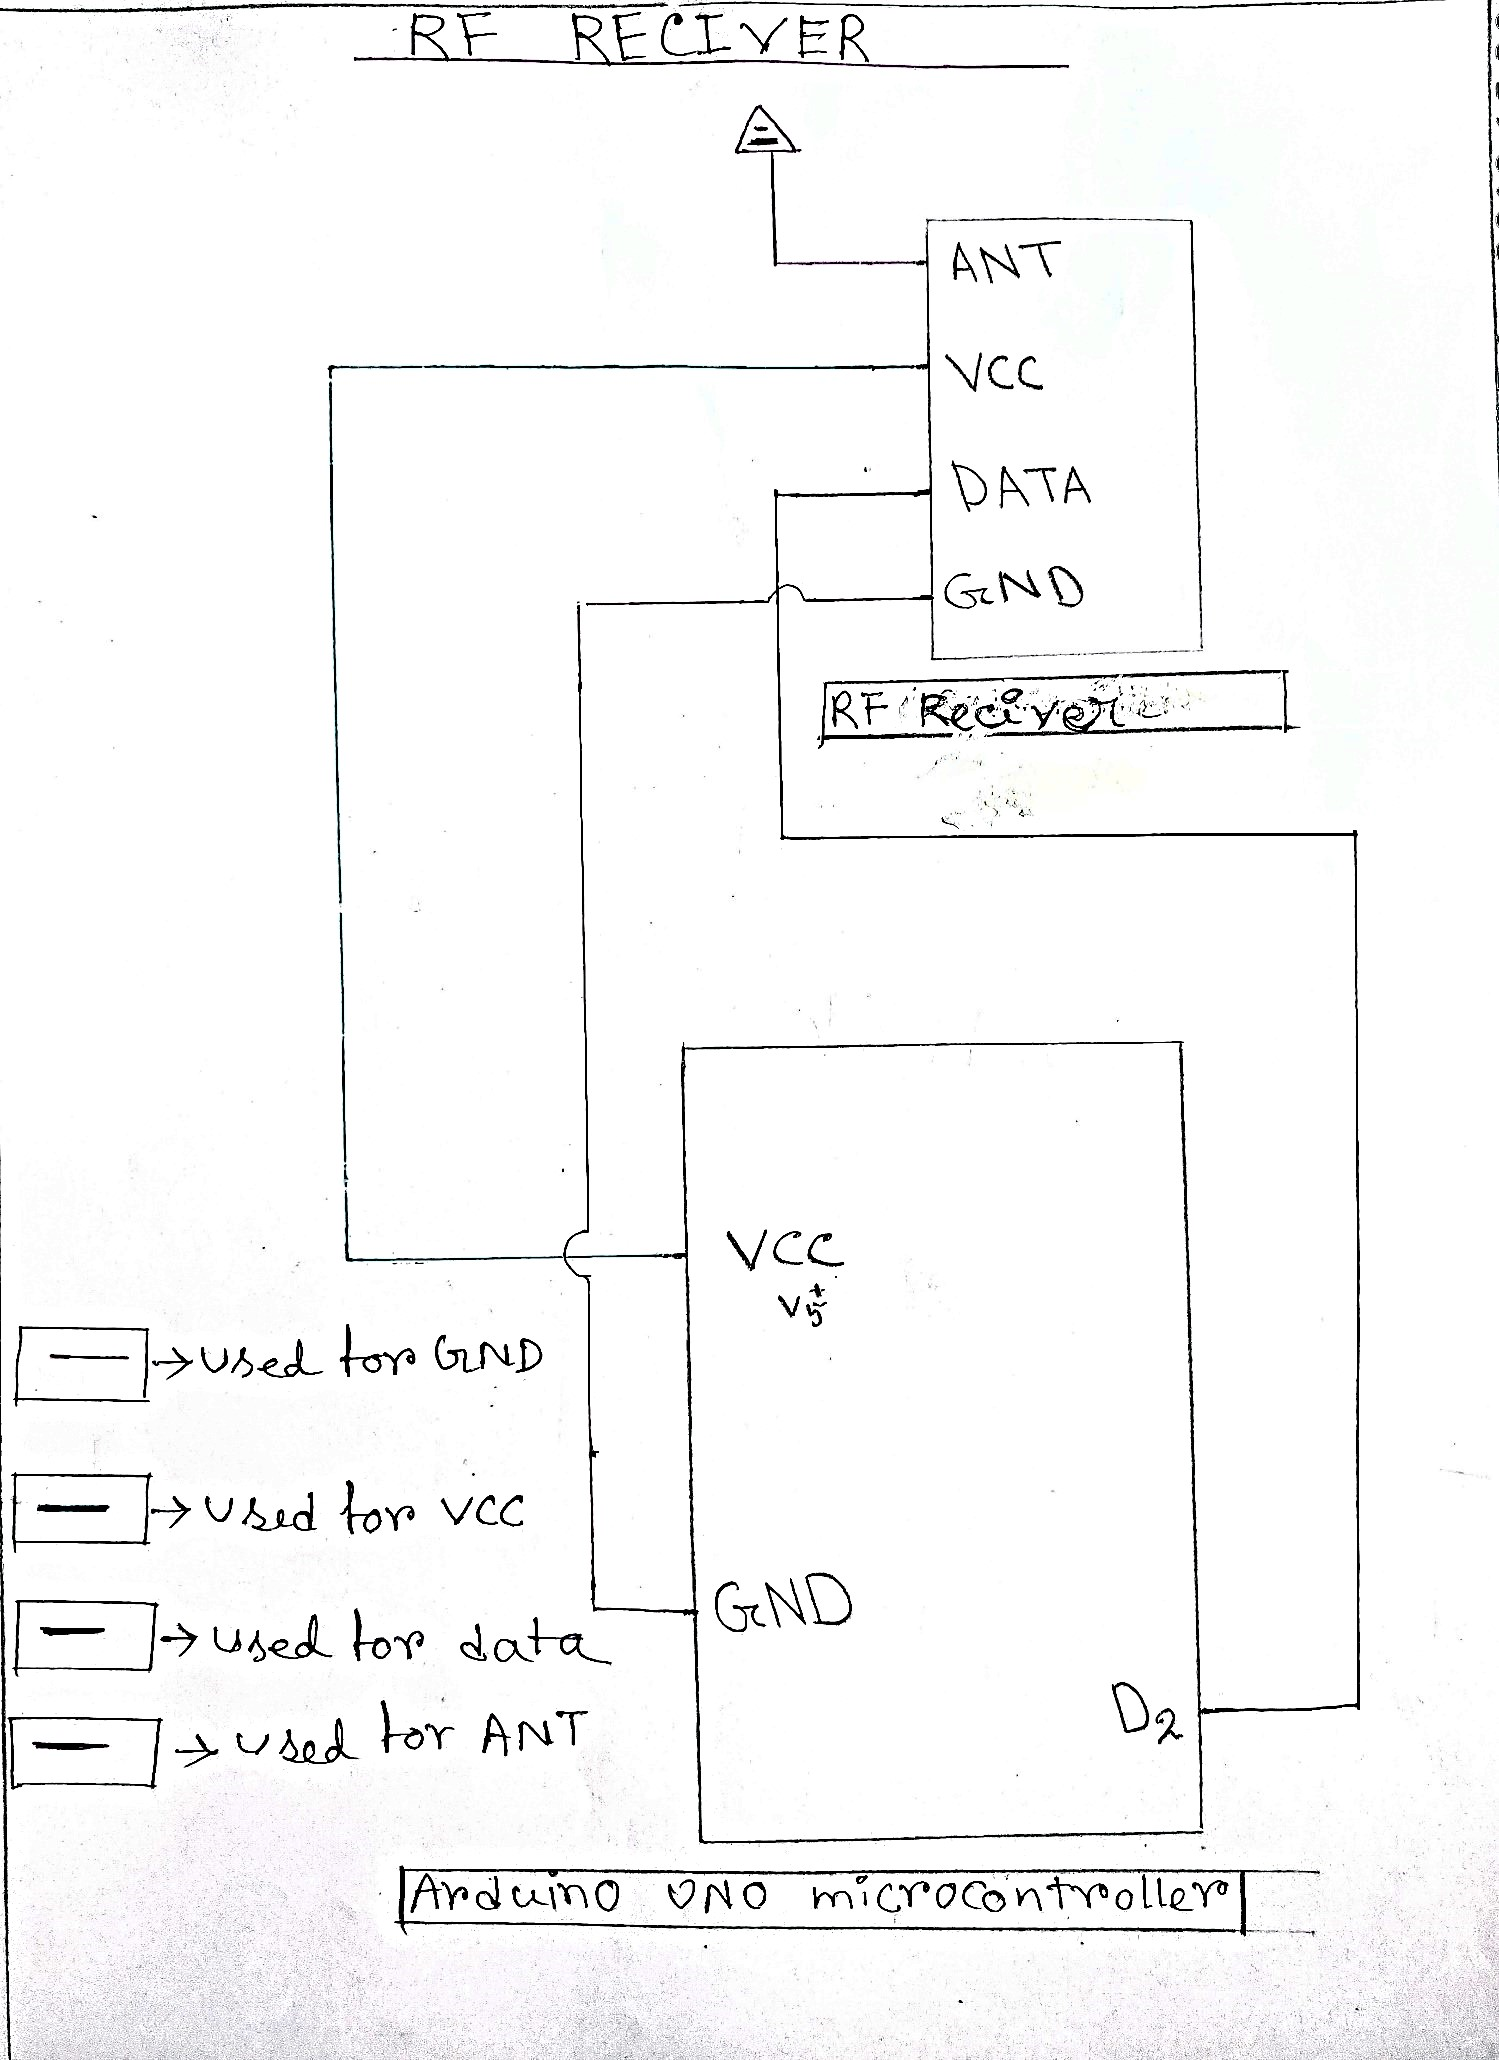 RF RECIVER
ANT
VCC
DATA
GND
RF Reciver
VCC
V5+
→ used for GND
→ used for VCC
GND
→ used for data
D2
→ used for ANT
Arduino UNO microcontroller